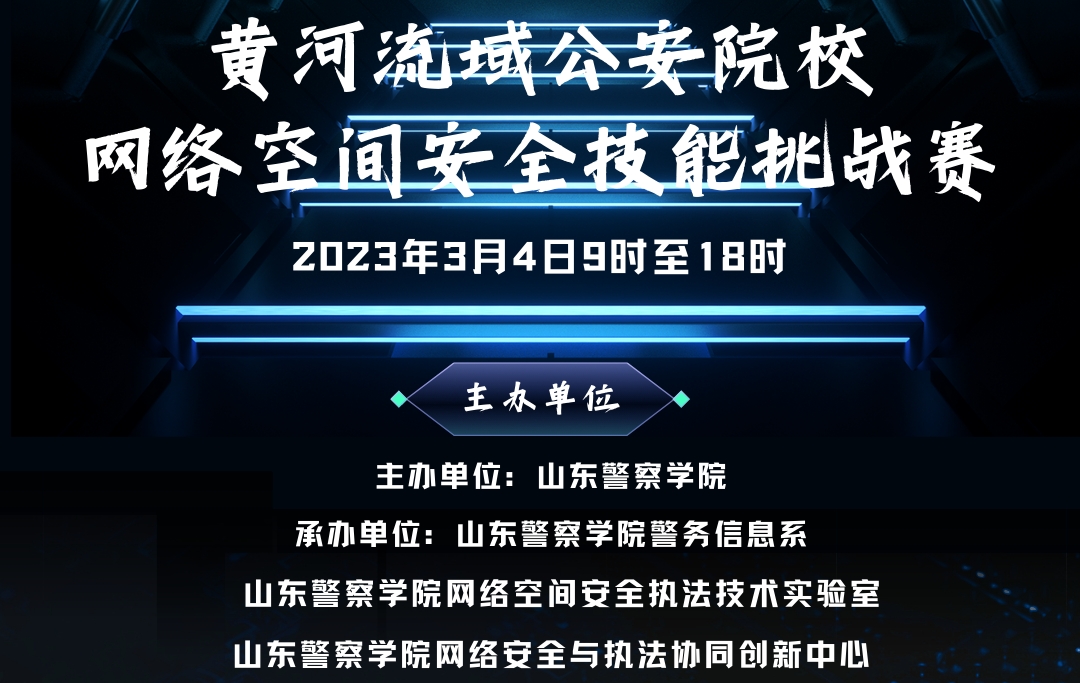 黄河流域公安院校
网络空间安全技能挑战赛
2023年3月4日9时至18时
主办单位
主办单位：山东警察学院
承办单位：山东警察学院警务信息系
山东警察学院网络空间安全执法技术实验室
山东警察学院网络安全与执法协同创新中心